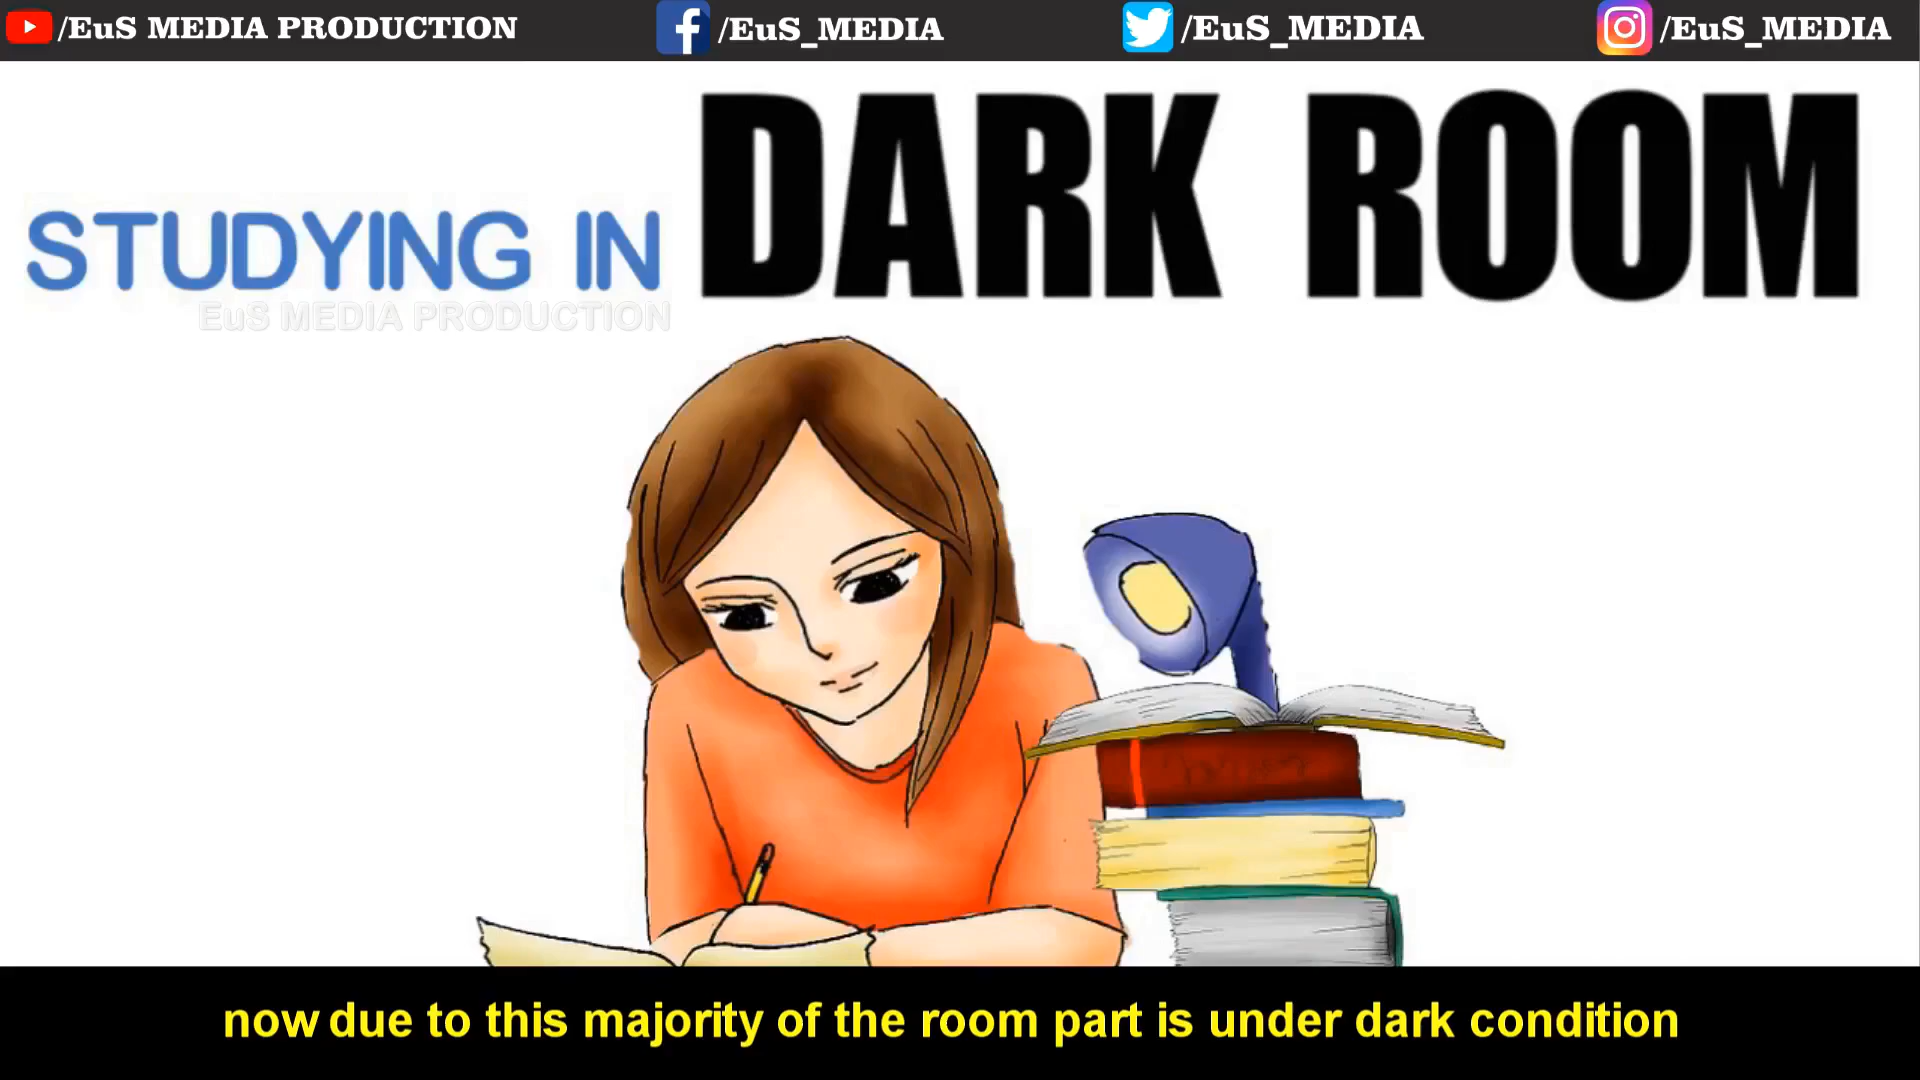 /EuS MEDIA PRODUCTION /EuS_MEDIA /EuS_MEDIA /EuS_MEDIA
STUDYING IN DARK ROOM
EuS MEDIA PRODUCTION
now due to this majority of the room part is under dark condition